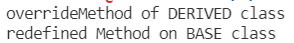 overrideMethod of DERIVED class
redefined Method on BASE class